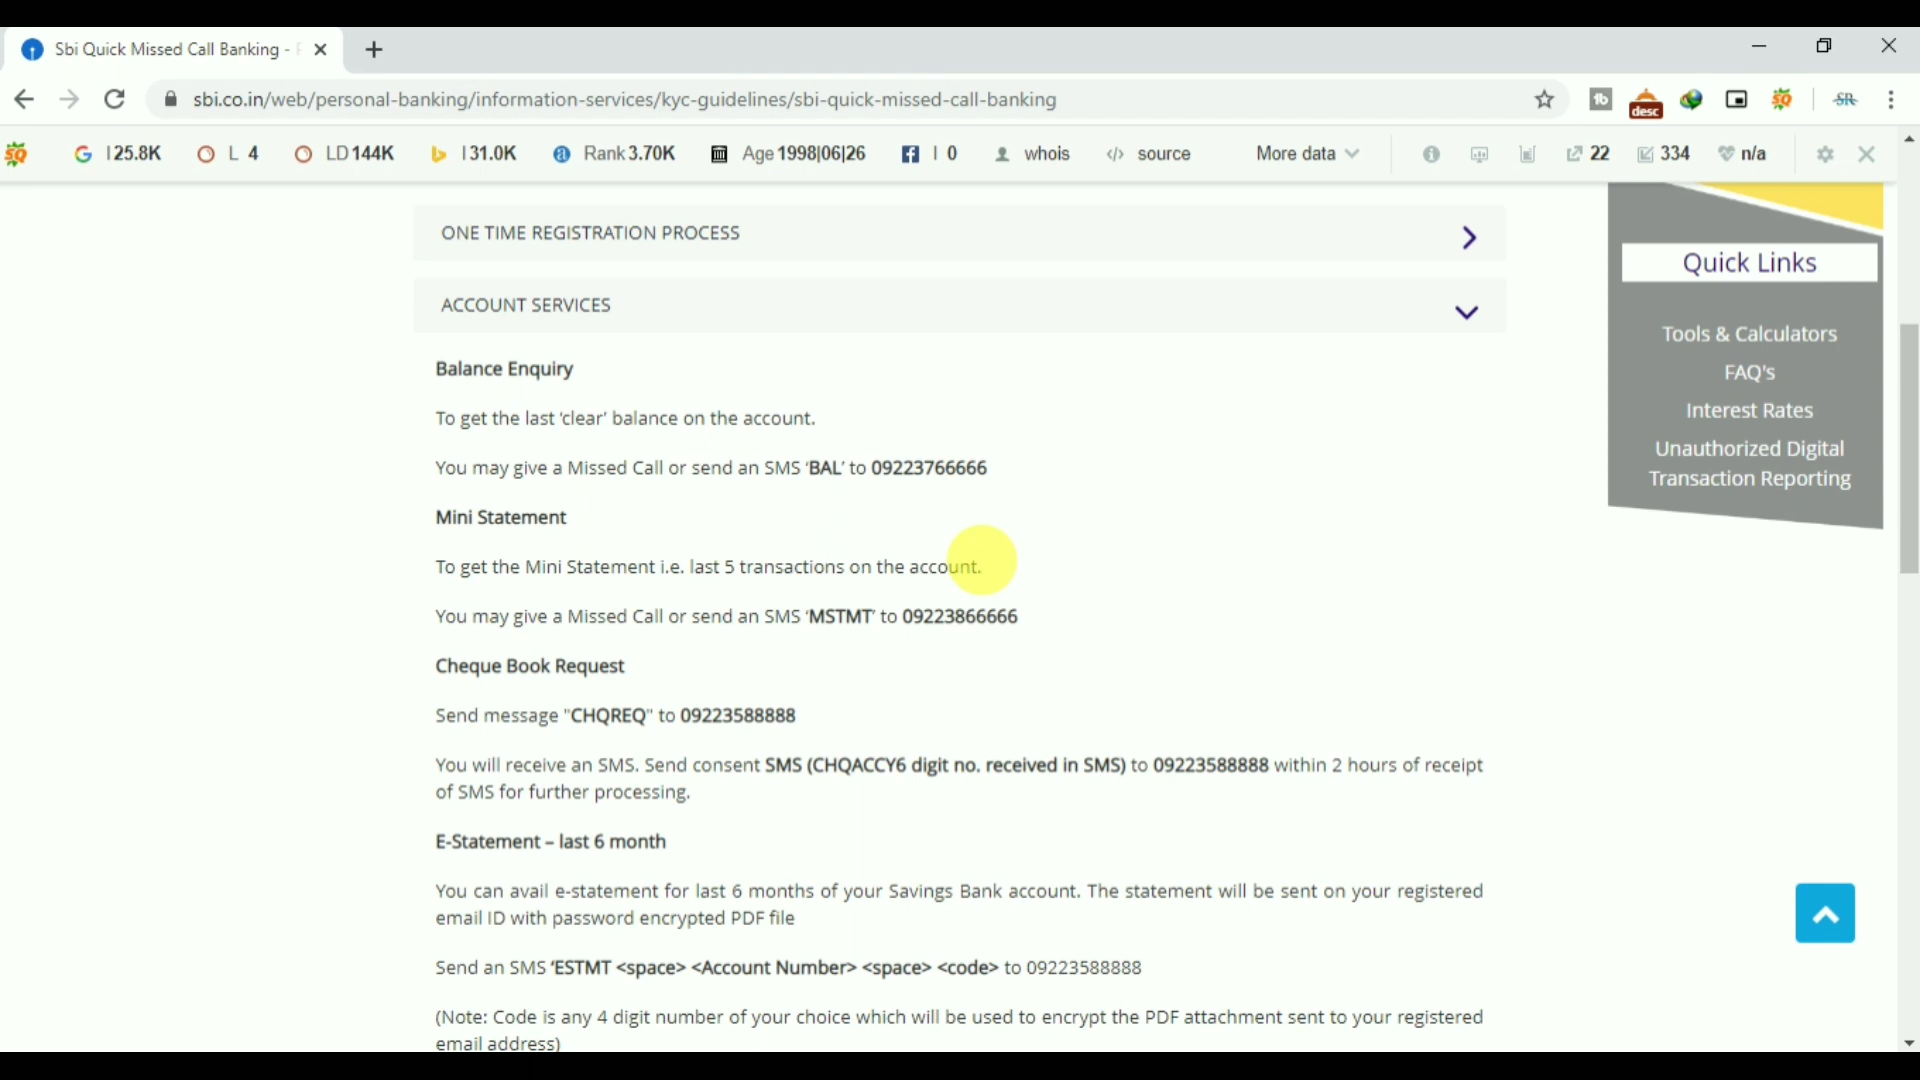 Sbi Quick Missed Call Banking -
sbi.co.in/web/personal-banking/information-services/kyc-guidelines/sbi-quick-missed-call-banking
desc
SQ I 25.8K L 4 LD 144K I 31.0K Rank 3.70K Age 1998|06|26 I 0 whois source More data 22 334 n/a
ONE TIME REGISTRATION PROCESS
ACCOUNT SERVICES
Balance Enquiry
To get the last ‘clear’ balance on the account.
You may give a Missed Call or send an SMS ‘BAL’ to 09223766666
Mini Statement
To get the Mini Statement i.e. last 5 transactions on the account.
You may give a Missed Call or send an SMS ‘MSTMT’ to 09223866666
Cheque Book Request
Send message "CHQREQ" to 09223588888
You will receive an SMS. Send consent SMS (CHQACCY6 digit no. received in SMS) to 09223588888 within 2 hours of receipt
of SMS for further processing.
E-Statement – last 6 month
You can avail e-statement for last 6 months of your Savings Bank account. The statement will be sent on your registered
email ID with password encrypted PDF file
Send an SMS ‘ESTMT <space> <Account Number> <space> <code> to 09223588888
(Note: Code is any 4 digit number of your choice which will be used to encrypt the PDF attachment sent to your registered
email address)
Quick Links
Tools & Calculators
FAQ's
Interest Rates
Unauthorized Digital
Transaction Reporting